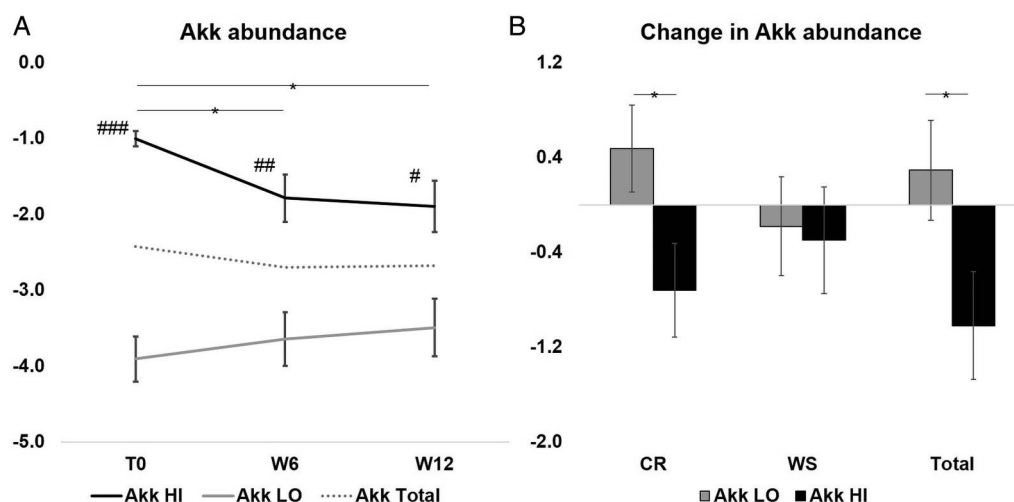 A
Akk abundance
0.0
-1.0
-2.0
-3.0
-4.0
-5.0
*
*
###
##
#
T0
W6
W12
Akk HI
Akk LO
Akk Total
B
Change in Akk abundance
1.2
0.4
-0.4
-1.2
-2.0
*
*
CR
WS
Total
Akk LO
Akk HI